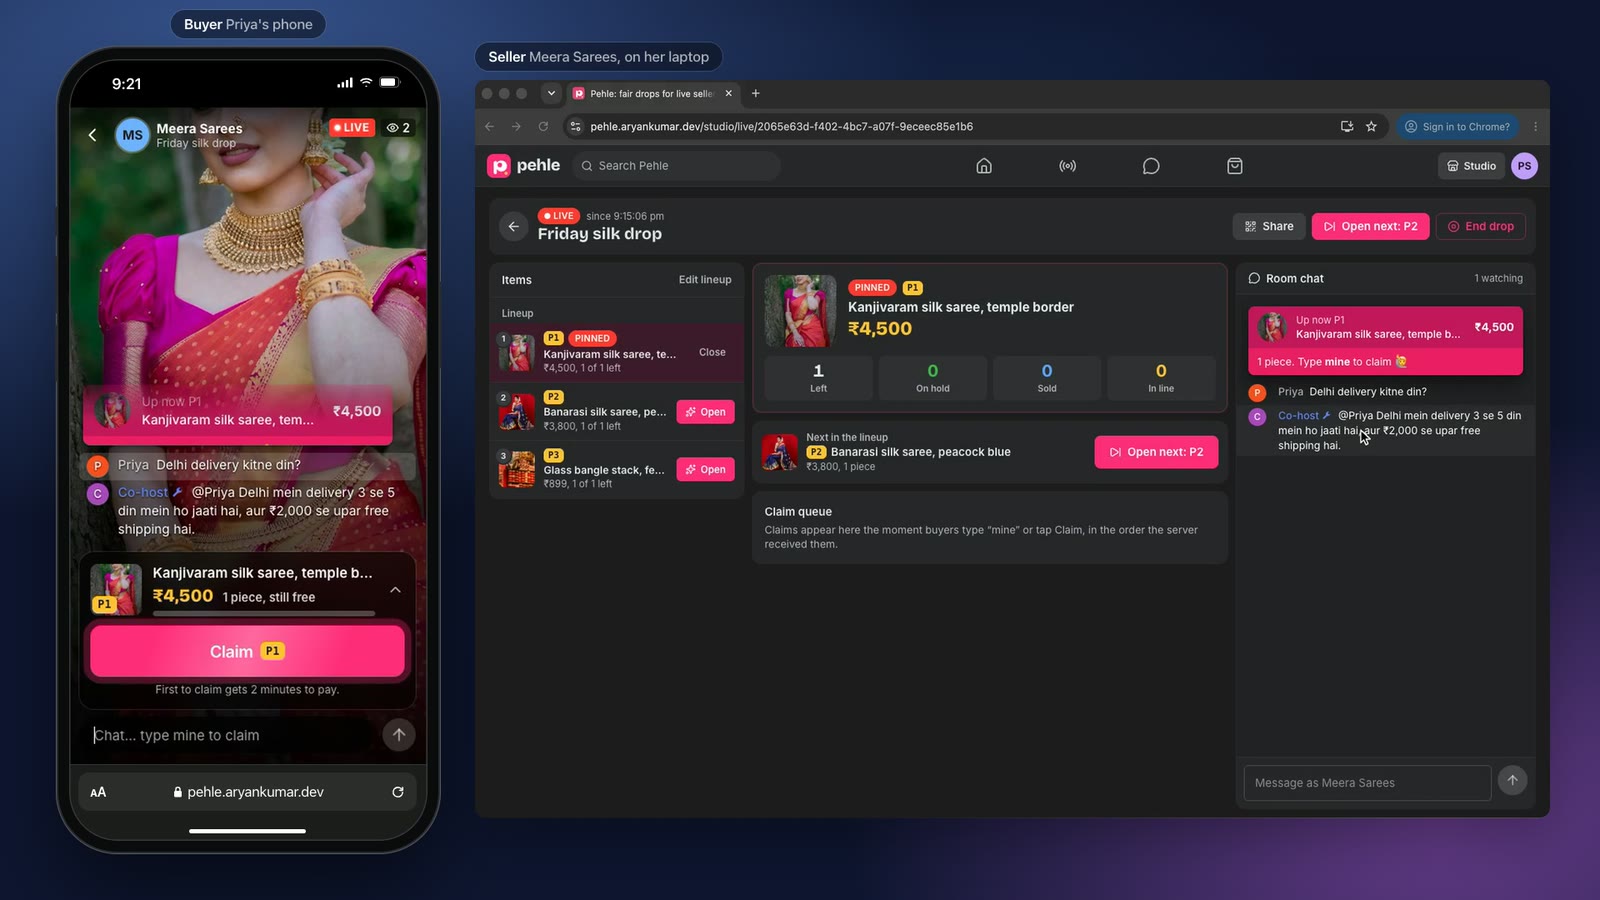 Buyer Priya's phone
9:21
MS
Meera Sarees
Friday silk drop
LIVE
2
Up now P1
Kanjivaram silk saree, tem...
₹4,500
P
Priya Delhi delivery kitne din?
C
Co-host @Priya Delhi mein delivery 3 se 5
din mein ho jaati hai, aur ₹2,000 se upar free
shipping hai.
Kanjivaram silk saree, temple b...
P1
₹4,500 1 piece, still free
Claim P1
First to claim gets 2 minutes to pay.
Chat... type mine to claim
AA
pehle.aryankumar.dev
Seller Meera Sarees, on her laptop
Pehle: fair drops for live selle
pehle.aryankumar.dev/studio/live/2065e63d-f402-4bc7-a07f-9eceec85e1b6
Sign in to Chrome?
p pehle
Search Pehle
Studio
PS
LIVE since 9:15:06 pm
Friday silk drop
Share
Open next: P2
End drop
Items
Edit lineup
Lineup
1
P1 PINNED
Kanjivaram silk saree, te...
₹4,500, 1 of 1 left
Close
2
P2
Banarasi silk saree, pe...
₹3,800, 1 of 1 left
Open
3
P3
Glass bangle stack, fe...
₹899, 1 of 1 left
Open
PINNED P1
Kanjivaram silk saree, temple border
₹4,500
1
Left
0
On hold
0
Sold
0
In line
Next in the lineup
P2 Banarasi silk saree, peacock blue
₹3,800, 1 piece
Open next: P2
Claim queue
Claims appear here the moment buyers type “mine” or tap Claim, in the order the server
received them.
Room chat
1 watching
Up now P1
Kanjivaram silk saree, temple b...
₹4,500
1 piece. Type mine to claim 🙋
P
Priya Delhi delivery kitne din?
C
Co-host @Priya Delhi mein delivery 3 se 5 din
mein ho jaati hai, aur ₹2,000 se upar free
shipping hai.
Message as Meera Sarees